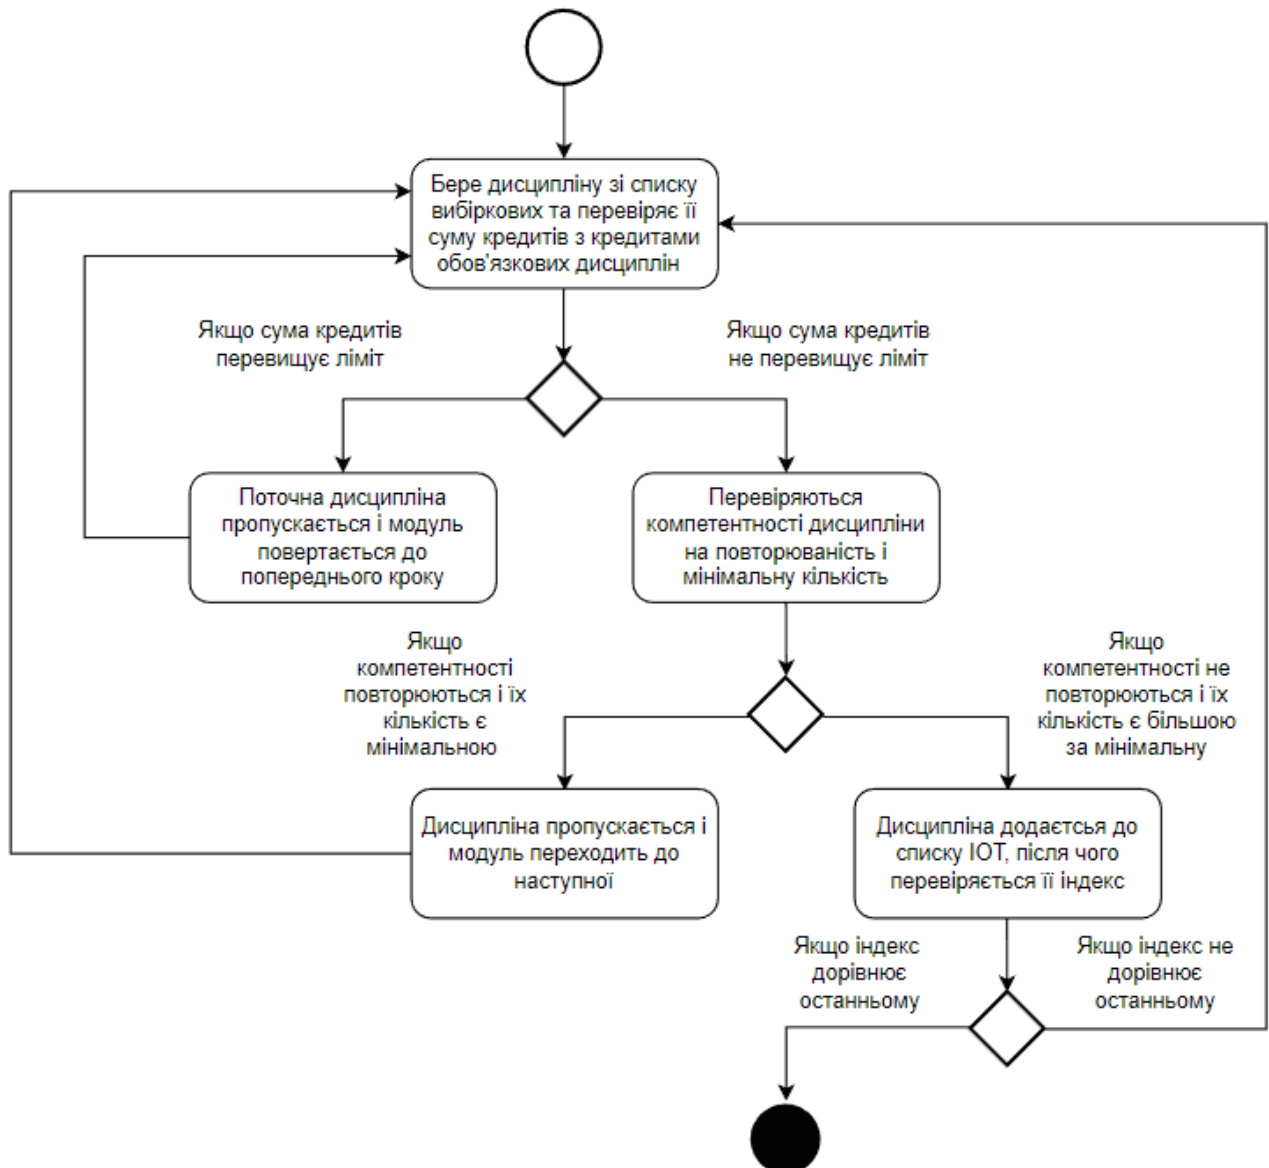 Бере дисципліну зі списку
вибіркових та перевіряє її
суму кредитів з кредитами
обов'язкових дисциплін
Якщо сума кредитів
перевищує ліміт
Якщо сума кредитів
не перевищує ліміт
Поточна дисципліна
пропускається і модуль
повертається до
попереднього кроку
Перевіряються
компетентності дисципліни
на повторюваність і
мінімальну кількість
Якщо
компетентності
повторюються і їх
кількість є
мінімальною
Якщо
компетентності не
повторюються і їх
кількість є більшою
за мінімальну
Дисципліна пропускається і
модуль переходить до
наступної
Дисципліна додаєтсья до
списку ІОТ, після чого
перевіряється її індекс
Якщо індекс
дорівнює
останньому
Якщо індекс не
дорівнює
останньому